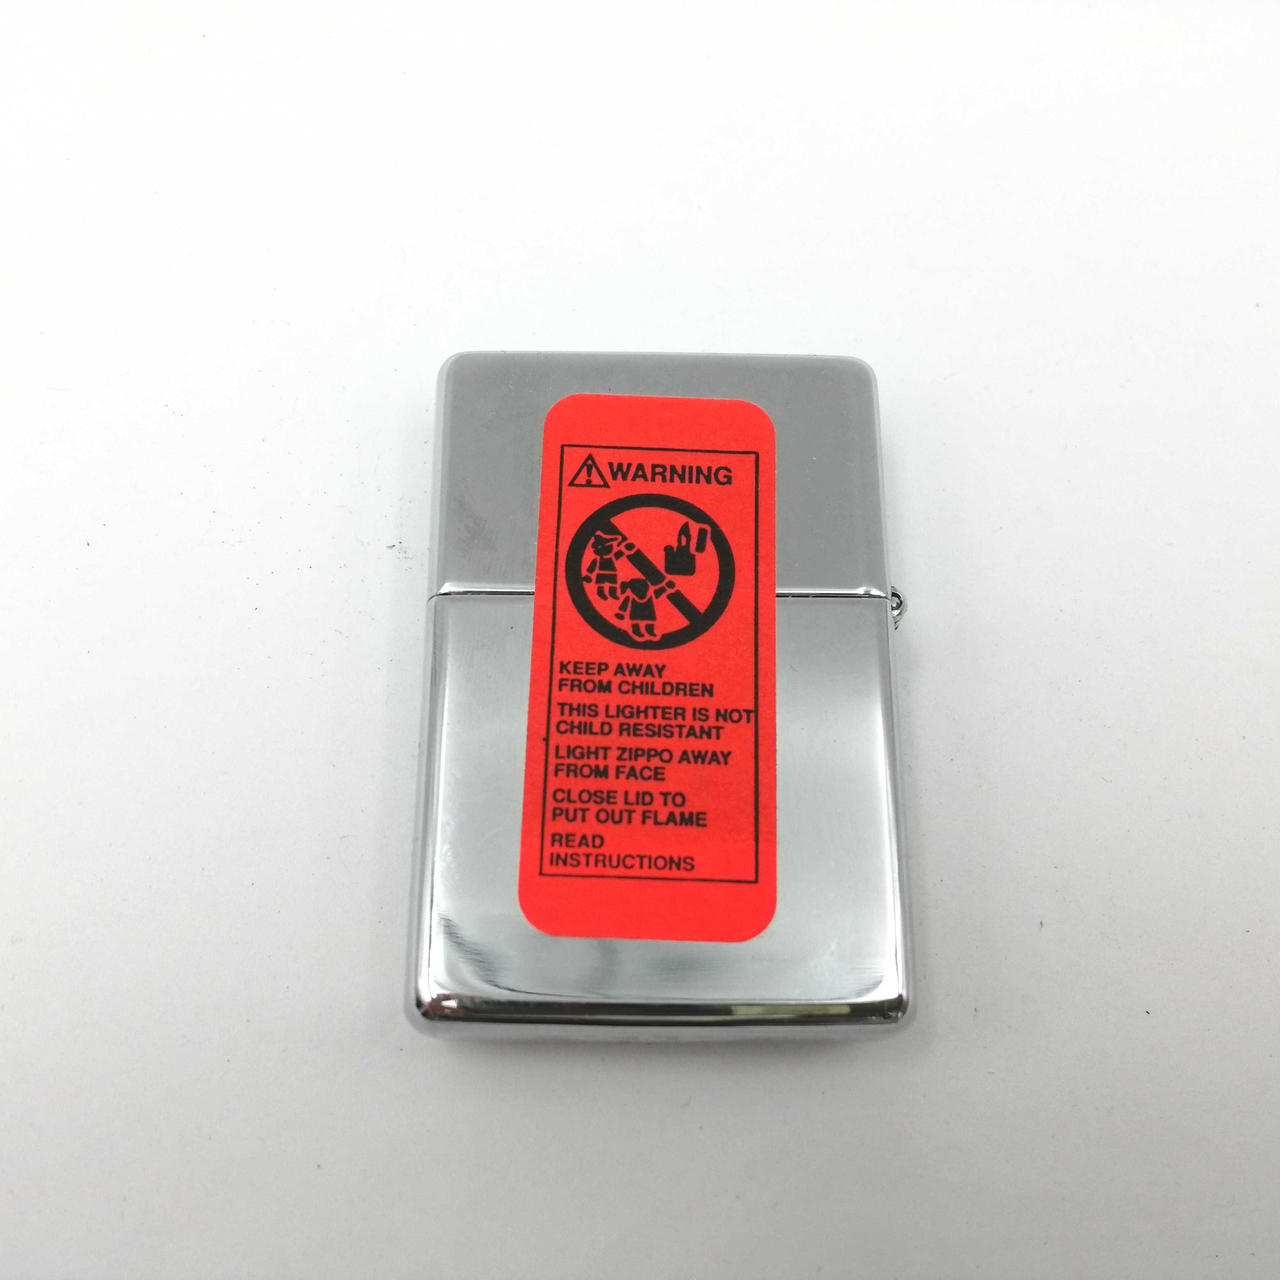 WARNING
KEEP AWAY
FROM CHILDREN
THIS LIGHTER IS NOT
CHILD RESISTANT
LIGHT ZIPPO AWAY
FROM FACE
CLOSE LID TO
PUT OUT FLAME
READ
INSTRUCTIONS